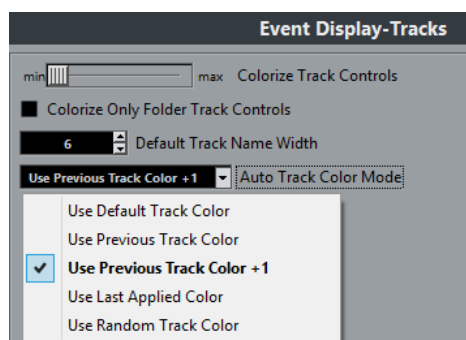 Event Display-Tracks
min max Colorize Track Controls
Colorize Only Folder Track Controls
6 Default Track Name Width
Use Previous Track Color +1 Auto Track Color Mode
Use Default Track Color
Use Previous Track Color
Use Previous Track Color +1
Use Last Applied Color
Use Random Track Color